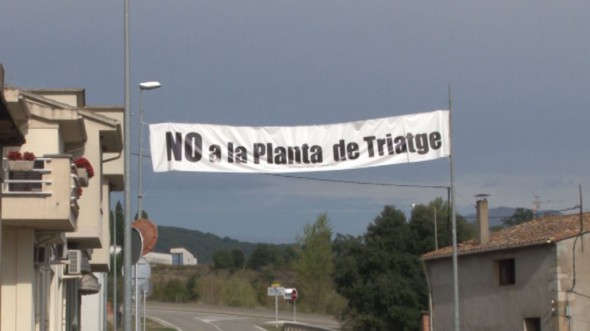 NO a la Planta de Triatge